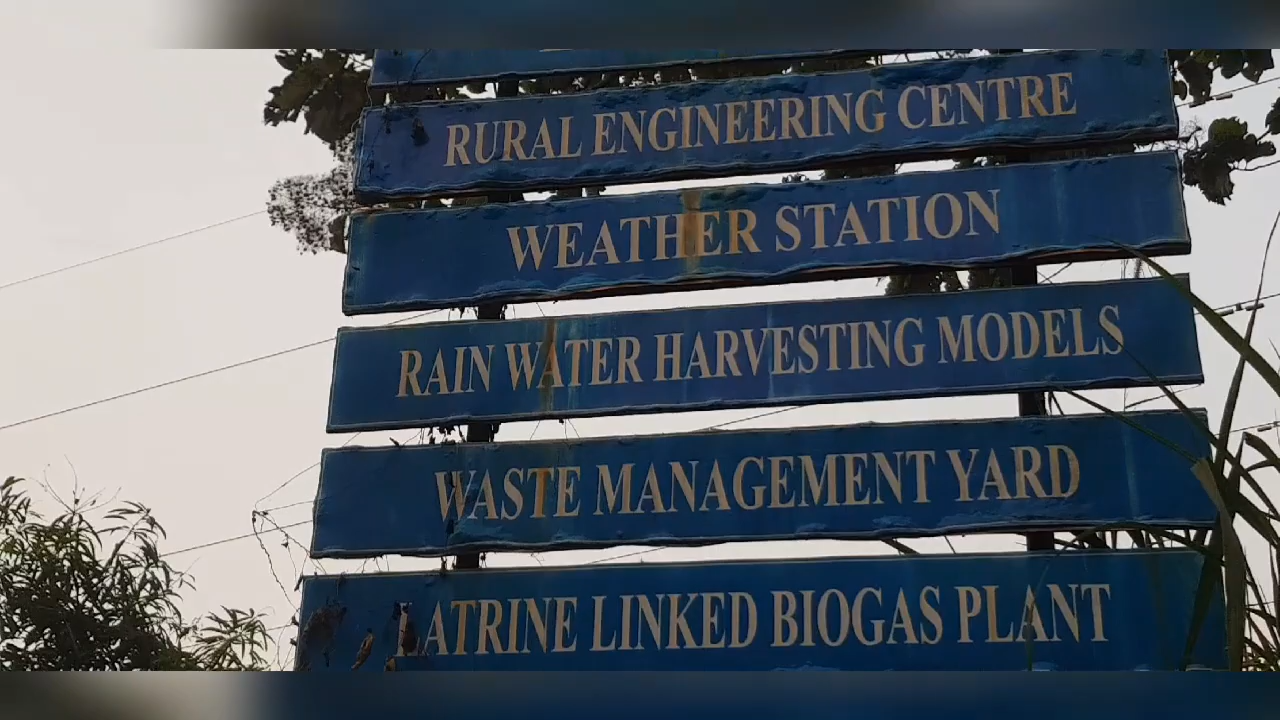 RURAL ENGINEERING CENTRE
WEATHER STATION
RAIN WATER HARVESTING MODELS
WASTE MANAGEMENT YARD
LATRINE LINKED BIOGAS PLANT